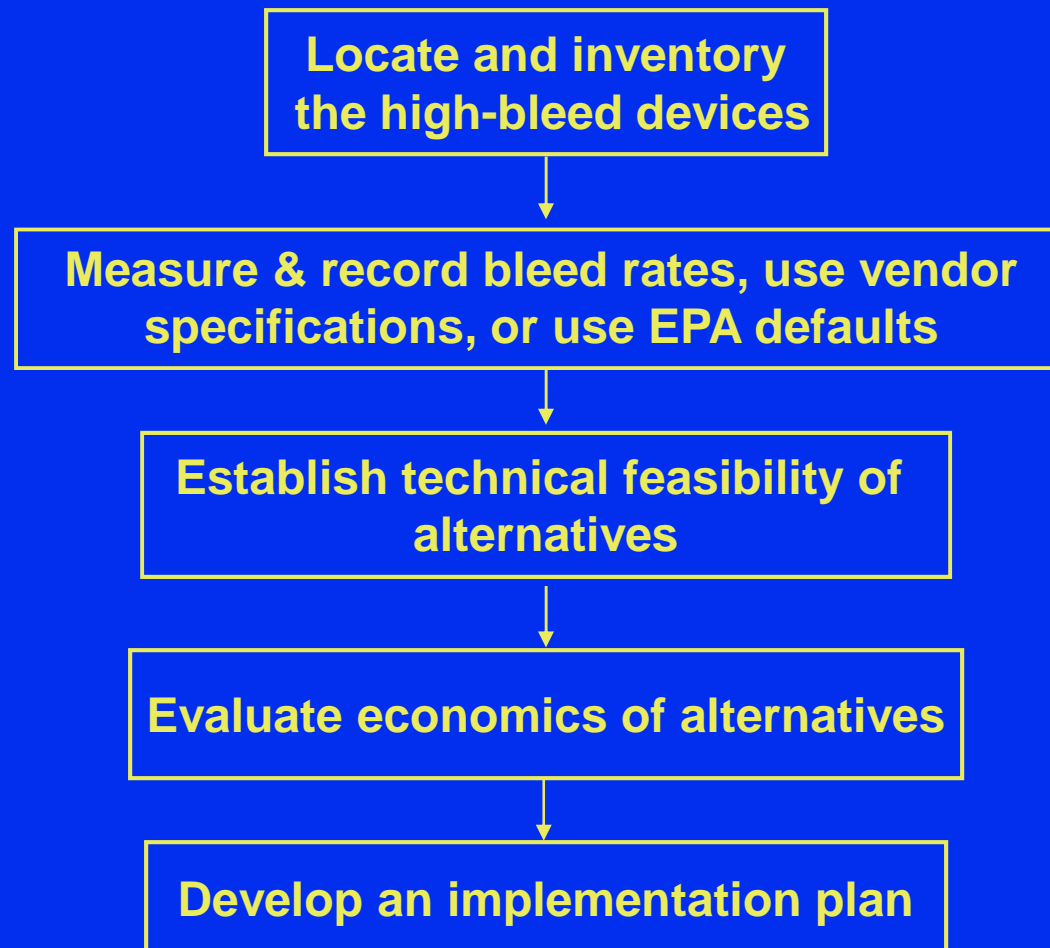 Locate and inventory
the high-bleed devices
Measure & record bleed rates, use vendor
specifications, or use EPA defaults
Establish technical feasibility of
alternatives
Evaluate economics of alternatives
Develop an implementation plan